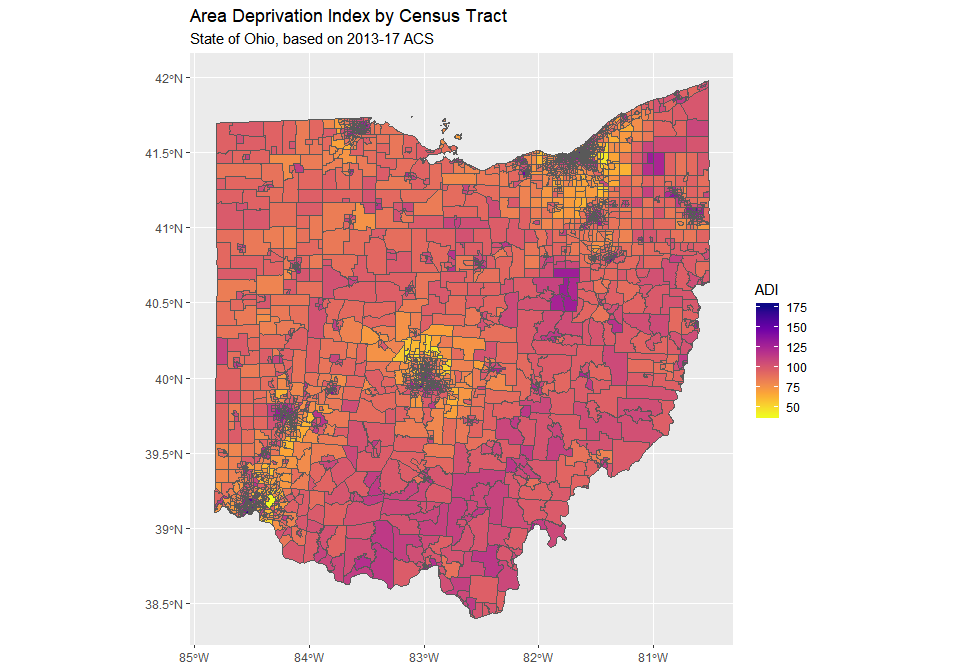 Area Deprivation Index by Census Tract
State of Ohio, based on 2013-17 ACS
42°N
41.5°N
41°N
40.5°N
40°N
39.5°N
39°N
38.5°N
85°W
84°W
83°W
82°W
81°W
ADI
175
150
125
100
75
50